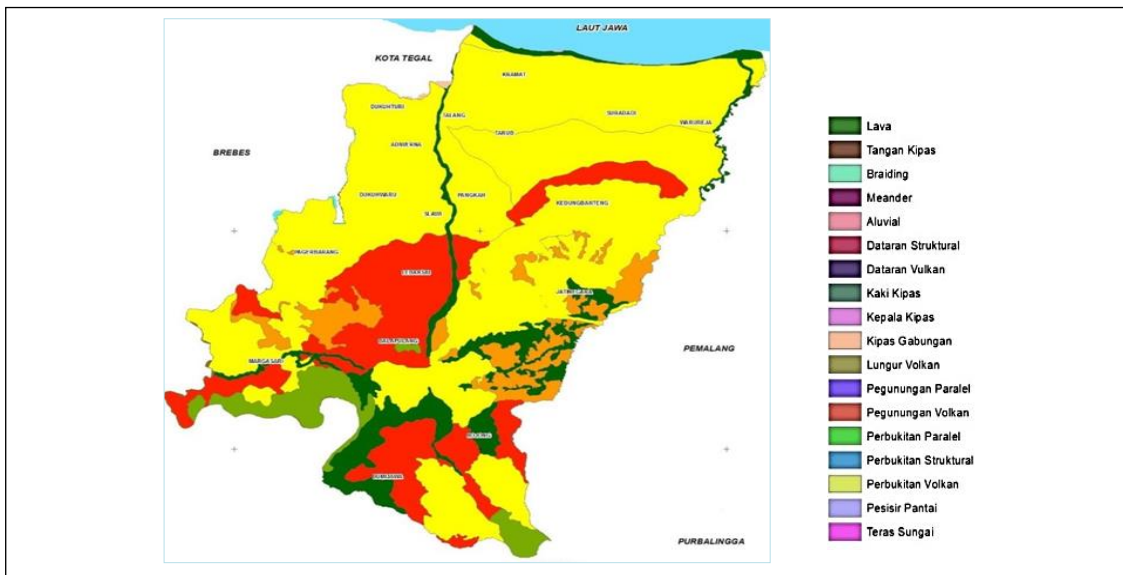 LAUT JAWA
KOTA TEGAL
KRAMAT
DUKUHTURI
TALANG
SURADADI
WARUREJA
TARUB
ADIWERNA
BREBES
DUKUHWARU
PANGKAH
KEDUNGBANTENG
SLAWI
PAGERBARANG
LEBAKSIU
JATINEGARA
BALAPULANG
PEMALANG
MARGASARI
BOJONG
BUMIJAWA
PURBALINGGA
Lava
Tangan Kipas
Braiding
Meander
Aluvial
Dataran Struktural
Dataran Vulkan
Kaki Kipas
Kepala Kipas
Kipas Gabungan
Lungur Volkan
Pegunungan Paralel
Pegunungan Volkan
Perbukitan Paralel
Perbukitan Struktural
Perbukitan Volkan
Pesisir Pantai
Teras Sungai